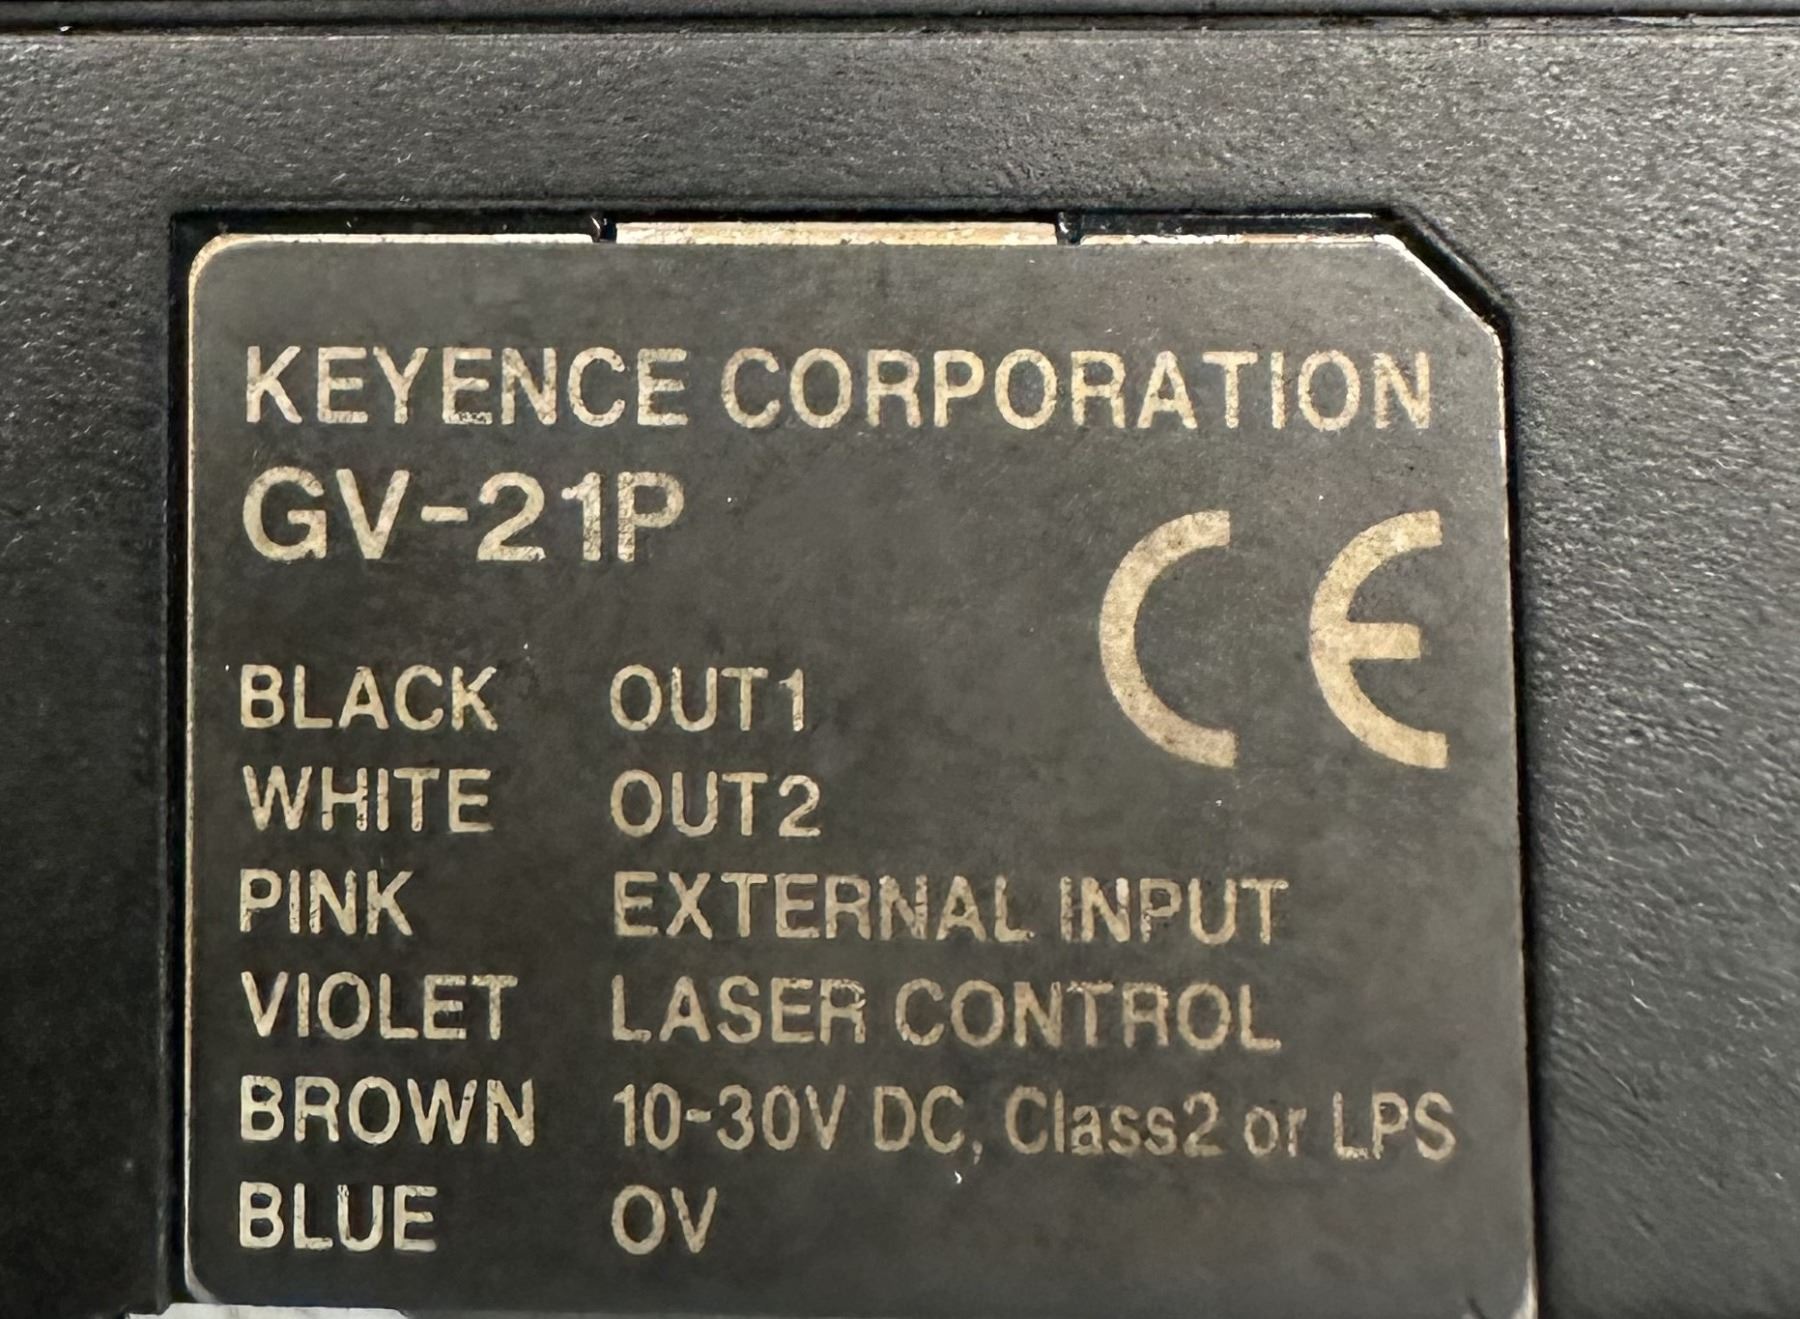 KEYENCE CORPORATION
GV-21P
CE
BLACK OUT1
WHITE OUT2
PINK EXTERNAL INPUT
VIOLET LASER CONTROL
BROWN 10-30V DC, Class2 or LPS
BLUE 0V